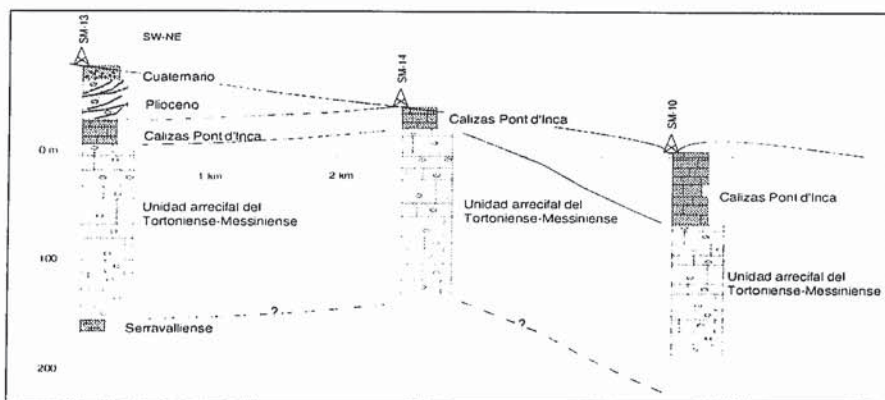 SM-13
SW-NE
SM-14
SM-10
Cuaternario
Plioceno
Calizas Pont d'Inca
Calizas Pont d'Inca
Calizas Pont d'Inca
0 m
1 km
2 km
Unidad arrecifal del
Tortoniense-Messiniense
Unidad arrecifal del
Tortoniense-Messiniense
Unidad arrecifal del
Tortoniense-Messiniense
100
?
?
Serravalliense
200